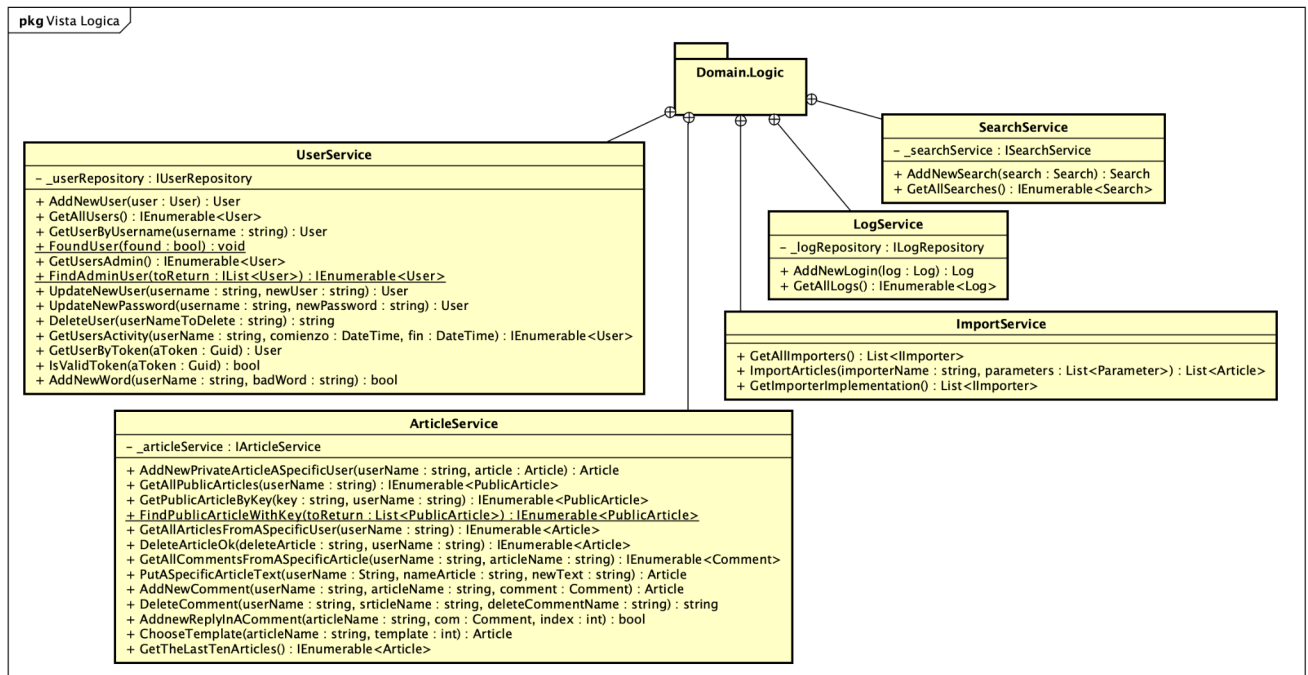 pkg Vista Logica
Domain.Logic
UserService
- _userRepository : IUserRepository
+ AddNewUser(user : User) : User
+ GetAllUsers() : IEnumerable<User>
+ GetUserByUsername(username : string) : User
+ FoundUser(found : bool) : void
+ GetUsersAdmin() : IEnumerable<User>
+ FindAdminUser(toReturn : IList<User>) : IEnumerable<User>
+ UpdateNewUser(username : string, newUser : string) : User
+ UpdateNewPassword(username : string, newPassword : string) : User
+ DeleteUser(userNameToDelete : string) : string
+ GetUsersActivity(userName : string, comienzo : DateTime, fin : DateTime) : IEnumerable<User>
+ GetUserByToken(aToken : Guid) : User
+ IsValidToken(aToken : Guid) : bool
+ AddNewWord(userName : string, badWord : string) : bool
SearchService
- _searchService : ISearchService
+ AddNewSearch(search : Search) : Search
+ GetAllSearches() : IEnumerable<Search>
LogService
- _logRepository : ILogRepository
+ AddNewLogin(log : Log) : Log
+ GetAllLogs() : IEnumerable<Log>
ImportService
+ GetAllImporters() : List<IImporter>
+ ImportArticles(importerName : string, parameters : List<Parameter>) : List<Article>
+ GetImporterImplementation() : List<IImporter>
ArticleService
- _articleService : IArticleService
+ AddNewPrivateArticleASpecificUser(userName : string, article : Article) : Article
+ GetAllPublicArticles(userName : string) : IEnumerable<PublicArticle>
+ GetPublicArticleByKey(key : string, userName : string) : IEnumerable<PublicArticle>
+ FindPublicArticleWithKey(toReturn : List<PublicArticle>) : IEnumerable<PublicArticle>
+ GetAllArticlesFromASpecificUser(userName : string) : IEnumerable<Article>
+ DeleteArticleOk(deleteArticle : string, userName : string) : IEnumerable<Article>
+ GetAllCommentsFromASpecificArticle(userName : string, articleName : string) : IEnumerable<Comment>
+ PutASpecificArticleText(userName : String, nameArticle : string, newText : string) : Article
+ AddNewComment(userName : string, articleName : string, comment : Comment) : Article
+ DeleteComment(userName : string, srticleName : string, deleteCommentName : string) : string
+ AddnewReplyInAComment(articleName : string, com : Comment, index : int) : bool
+ ChooseTemplate(articleName : string, template : int) : Article
+ GetTheLastTenArticles() : IEnumerable<Article>